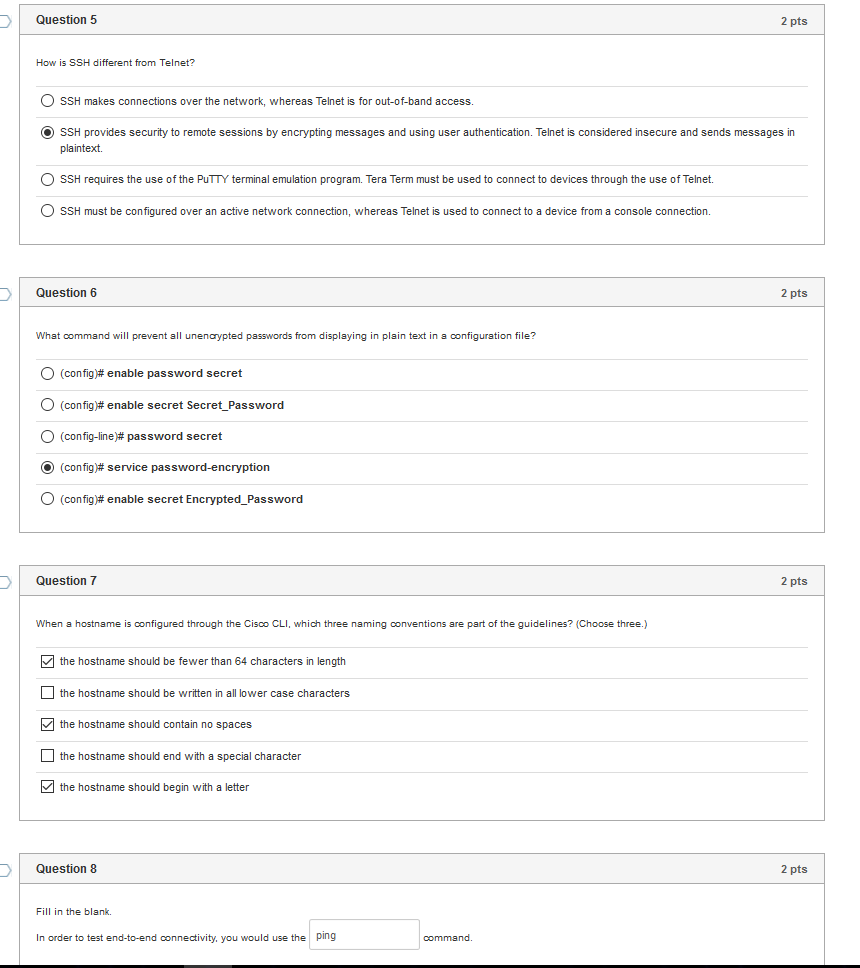 Question 5
2 pts
How is SSH different from Telnet?
SSH makes connections over the network, whereas Telnet is for out-of-band access.
SSH provides security to remote sessions by encrypting messages and using user authentication. Telnet is considered insecure and sends messages in
plaintext.
SSH requires the use of the PuTTY terminal emulation program. Tera Term must be used to connect to devices through the use of Telnet.
SSH must be configured over an active network connection, whereas Telnet is used to connect to a device from a console connection.
Question 6
2 pts
What command will prevent all unencrypted passwords from displaying in plain text in a configuration file?
(config)# enable password secret
(config)# enable secret Secret_Password
(config-line)# password secret
(config)# service password-encryption
(config)# enable secret Encrypted_Password
Question 7
2 pts
When a hostname is configured through the Cisco CLI, which three naming conventions are part of the guidelines? (Choose three.)
the hostname should be fewer than 64 characters in length
the hostname should be written in all lower case characters
the hostname should contain no spaces
the hostname should end with a special character
the hostname should begin with a letter
Question 8
2 pts
Fill in the blank.
In order to test end-to-end connectivity, you would use the ping command.